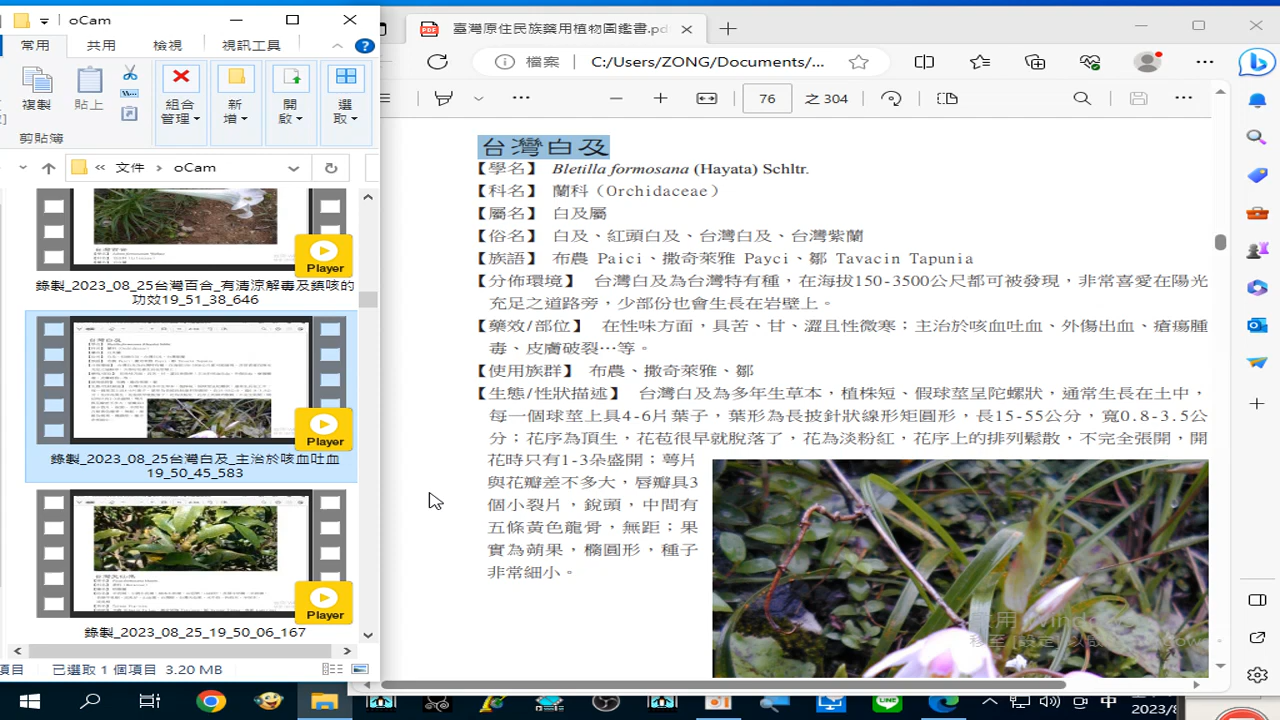 oCam
常用 共用 檢視 視訊工具
複製 貼上 組合管理 新增 開啟 選取
剪貼簿
文件 oCam
Player
錄製_2023_08_25台灣百合_有清涼解毒及鎮咳的
功效19_51_38_646
Player
錄製_2023_08_25台灣白及_主治於咳血吐血
19_50_45_583
Player
錄製_2023_08_25_19_50_06_167
項目 已選取 1 個項目 3.20 MB
臺灣原住民族藥用植物圖鑑書.pd
檔案 C:/Users/ZONG/Documents/...
76 之 304
台灣白及
【學名】 Bletilla formosana (Hayata) Schltr.
【科名】 蘭科（Orchidaceae）
【屬名】 白及屬
【俗名】 白及、紅頭白及、台灣白及、台灣紫蘭
【族語】 布農 Paici、撒奇萊雅 Payci、鄒 Tavacin Tapunia
【分佈環境】 台灣白及為台灣特有種，在海拔150-3500公尺都可被發現，非常喜愛在陽光
充足之道路旁，少部份也會生長在岩壁上。
【藥效/部位】 在性味方面，具苦、甘、澀且性微寒；主治於咳血吐血、外傷出血、瘡瘍腫
毒、皮膚破裂…等。
【使用族群】 布農、撒奇萊雅、鄒
【生態/性狀描述】 台灣白及為多年生草本，植株短、假球莖呈陀螺狀，通常生長在土中，
每一個球莖上具4-6片葉子，葉形為長披針狀線形矩圓形，長15-55公分，寬0.8-3.5公
分；花序為頂生，花苞很早就脫落了，花為淡粉紅，花序上的排列鬆散，不完全張開，開
花時只有1-3朵盛開；萼片
與花瓣差不多大，唇瓣具3
個小裂片，銳頭，中間有
五條黃色龍骨，無距；果
實為蒴果，橢圓形，種子
非常細小。
中
2023/8